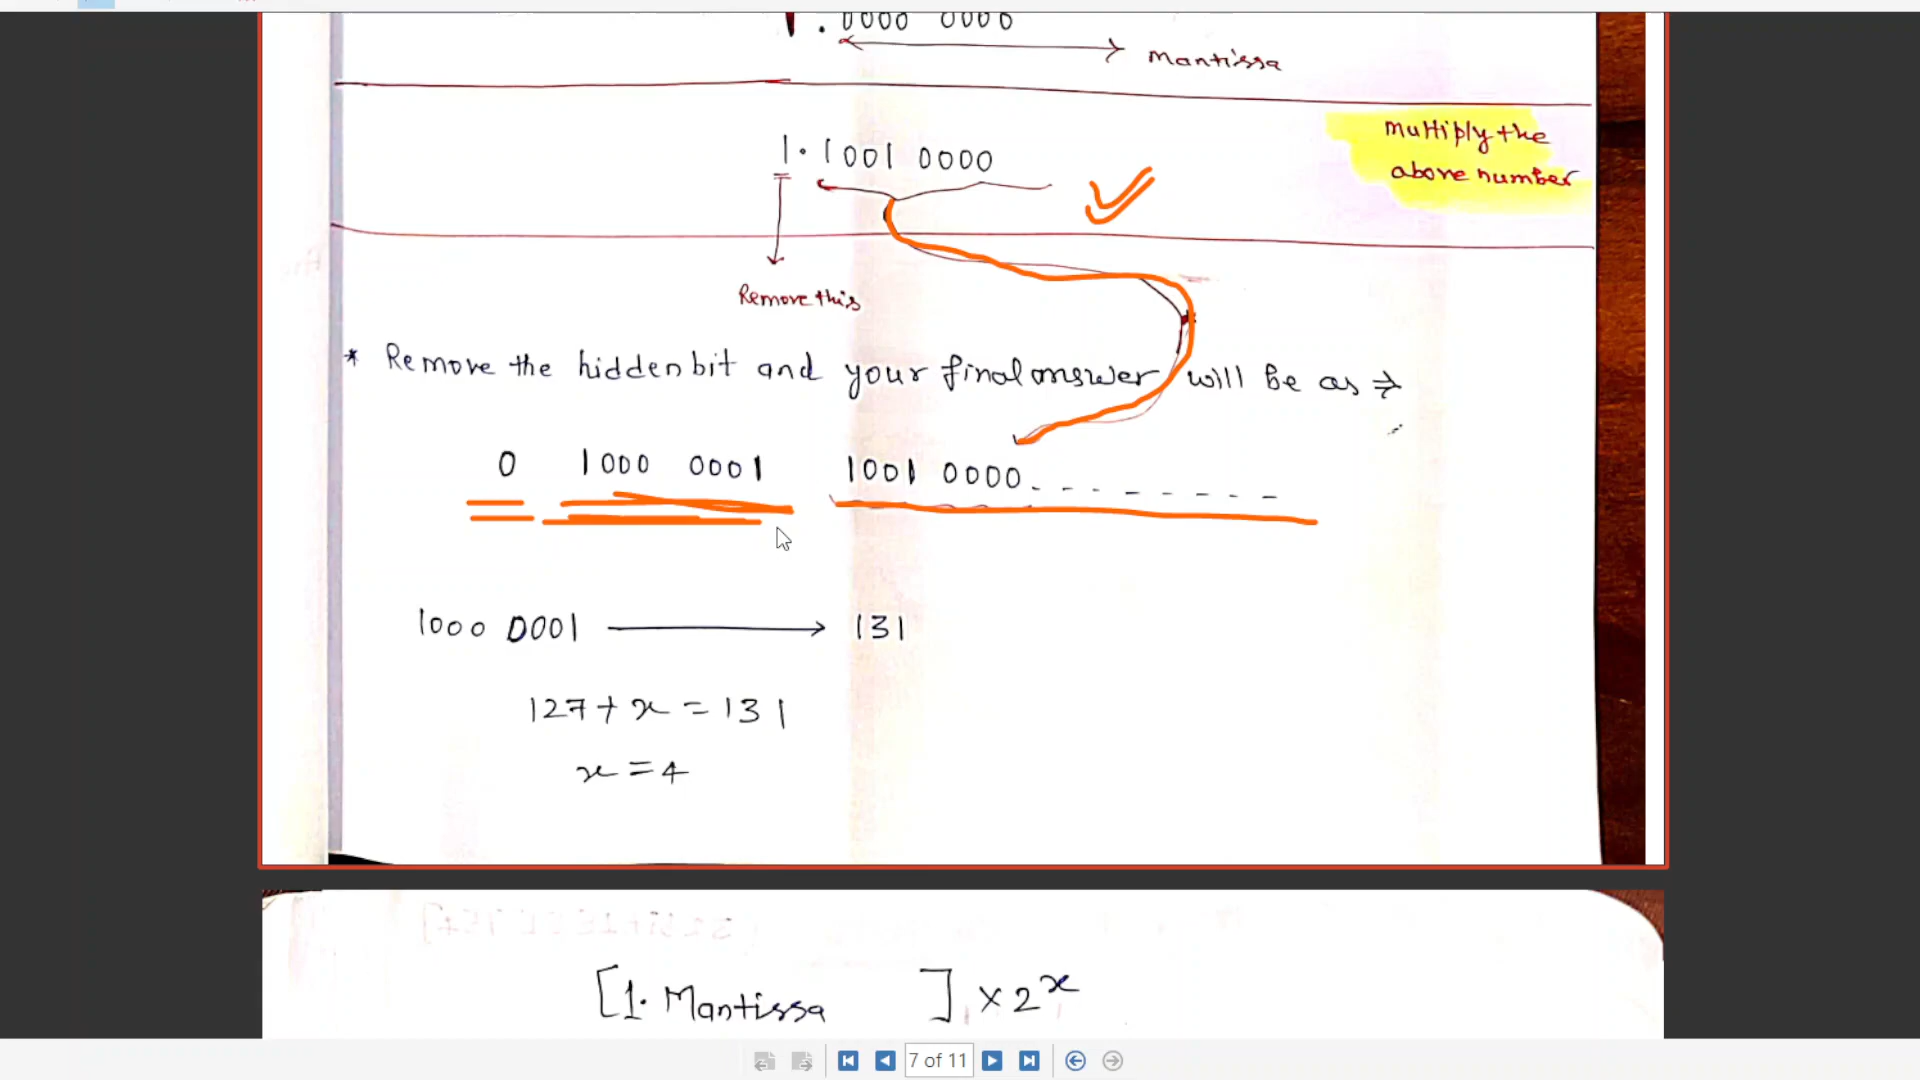 1. 0000 0000
Mantissa
Multiply the
above number
1. 1001 0000
Remove this
* Remove the hidden bit and your final answer will be as ⇒
0 1000 0001 1001 0000 - - - - - - - -
1000 0001 → 131
127 + x = 131
x = 4
[1. Mantissa ] × 2^x
7 of 11